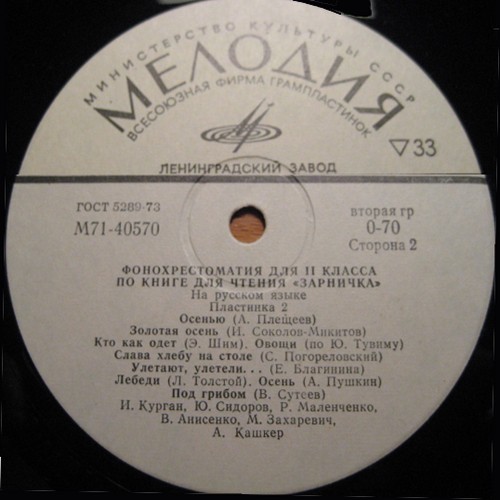 МИНИСТЕРСТВО КУЛЬТУРЫ СССР
МЕЛОДИЯ
ВСЕСОЮЗНАЯ ФИРМА ГРАМПЛАСТИНОК
▽33
ЛЕНИНГРАДСКИЙ ЗАВОД
ГОСТ 5289-73
М71-40570
вторая гр
0-70
Сторона 2
ФОНОХРЕСТОМАТИЯ ДЛЯ II КЛАССА
ПО КНИГЕ ДЛЯ ЧТЕНИЯ «ЗАРНИЧКА»
На русском языке
Пластинка 2
Осенью (А. Плещеев)
Золотая осень (И. Соколов-Микитов)
Кто как одет (Э. Шим). Овощи (по Ю. Тувиму)
Слава хлебу на столе (С. Погореловский)
Улетают, улетели... (Е. Благинина)
Лебеди (Л. Толстой). Осень (А. Пушкин)
Под грибом (В. Сутеев)
И. Курган, Ю. Сидоров, Р. Маленченко,
В. Анисенко, М. Захаревич,
А. Кашкер